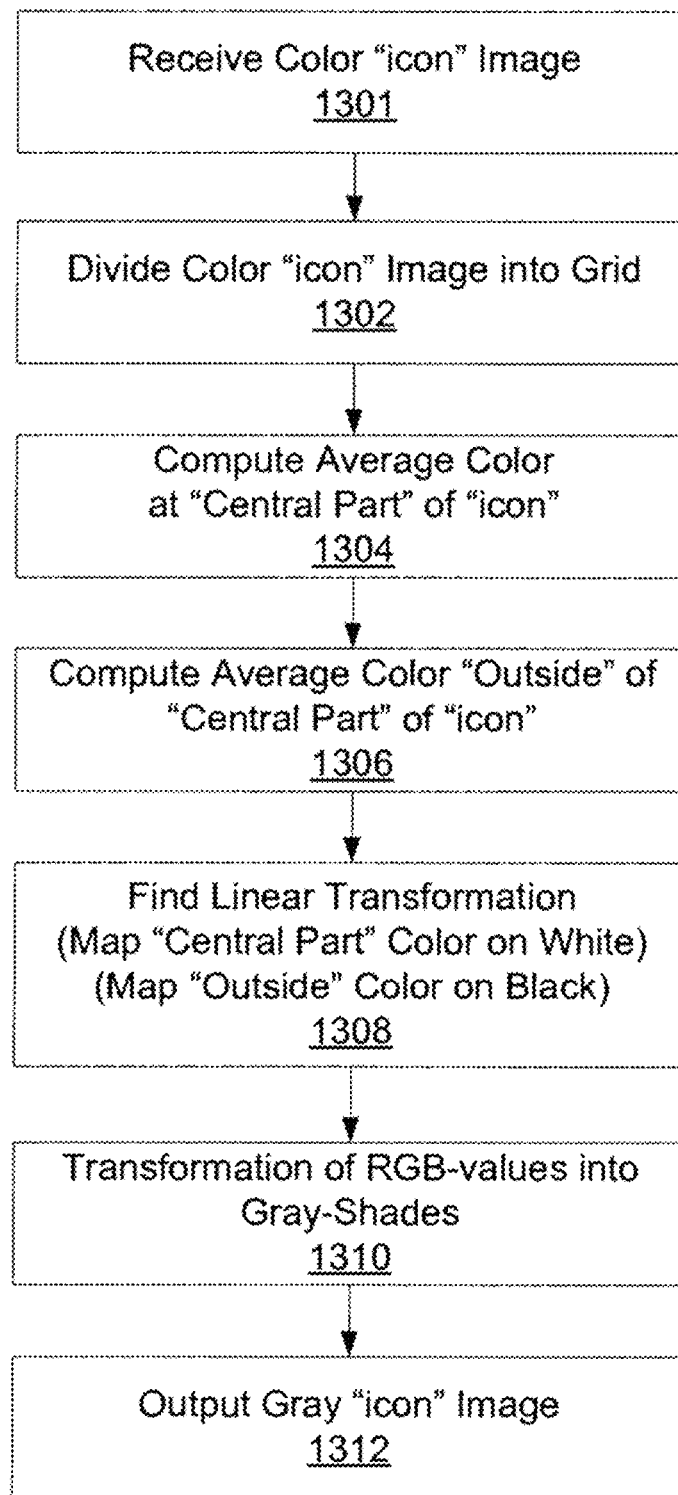 Receive Color “icon” Image
1301
Divide Color “icon” Image into Grid
1302
Compute Average Color
at “Central Part” of “icon”
1304
Compute Average Color “Outside” of
“Central Part” of “icon”
1306
Find Linear Transformation
(Map “Central Part” Color on White)
(Map “Outside” Color on Black)
1308
Transformation of RGB-values into
Gray-Shades
1310
Output Gray “icon” Image
1312